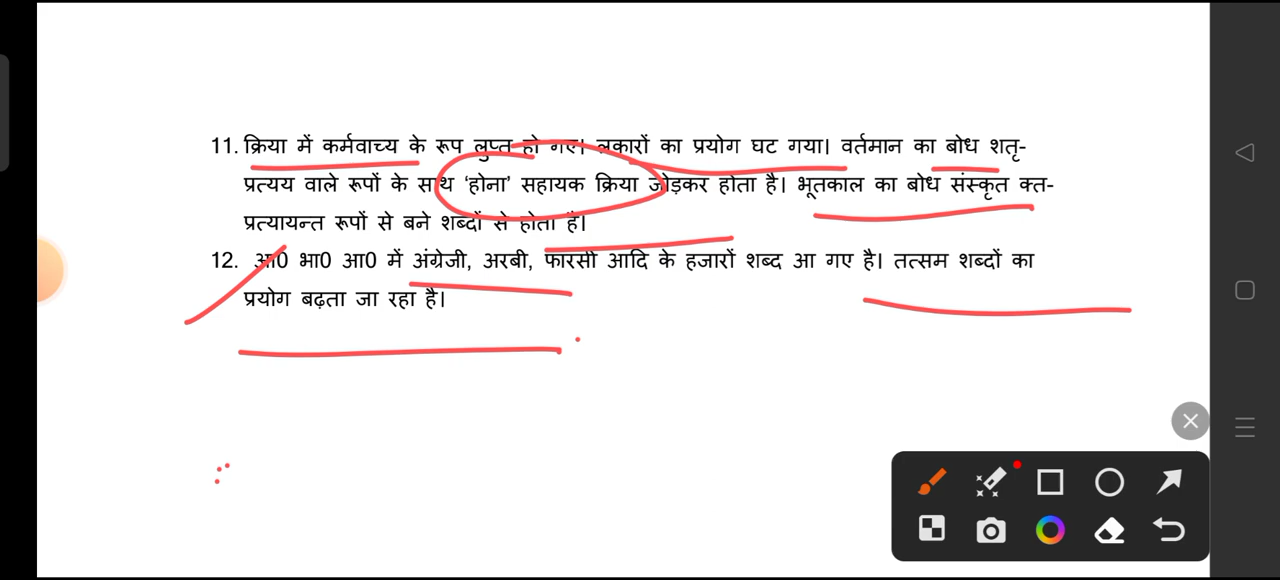 11. क्रिया में कर्मवाच्य के रूप लुप्त हो गए। लकारों का प्रयोग घट गया। वर्तमान का बोध शतृ-
प्रत्यय वाले रूपों के साथ 'होना' सहायक क्रिया जोड़कर होता है। भूतकाल का बोध संस्कृत क्त-
प्रत्यायन्त रूपों से बने शब्दों से होता है।
12. आ0 भा0 आ0 में अंग्रेजी, अरबी, फारसी आदि के हजारों शब्द आ गए है। तत्सम शब्दों का
प्रयोग बढ़ता जा रहा है।